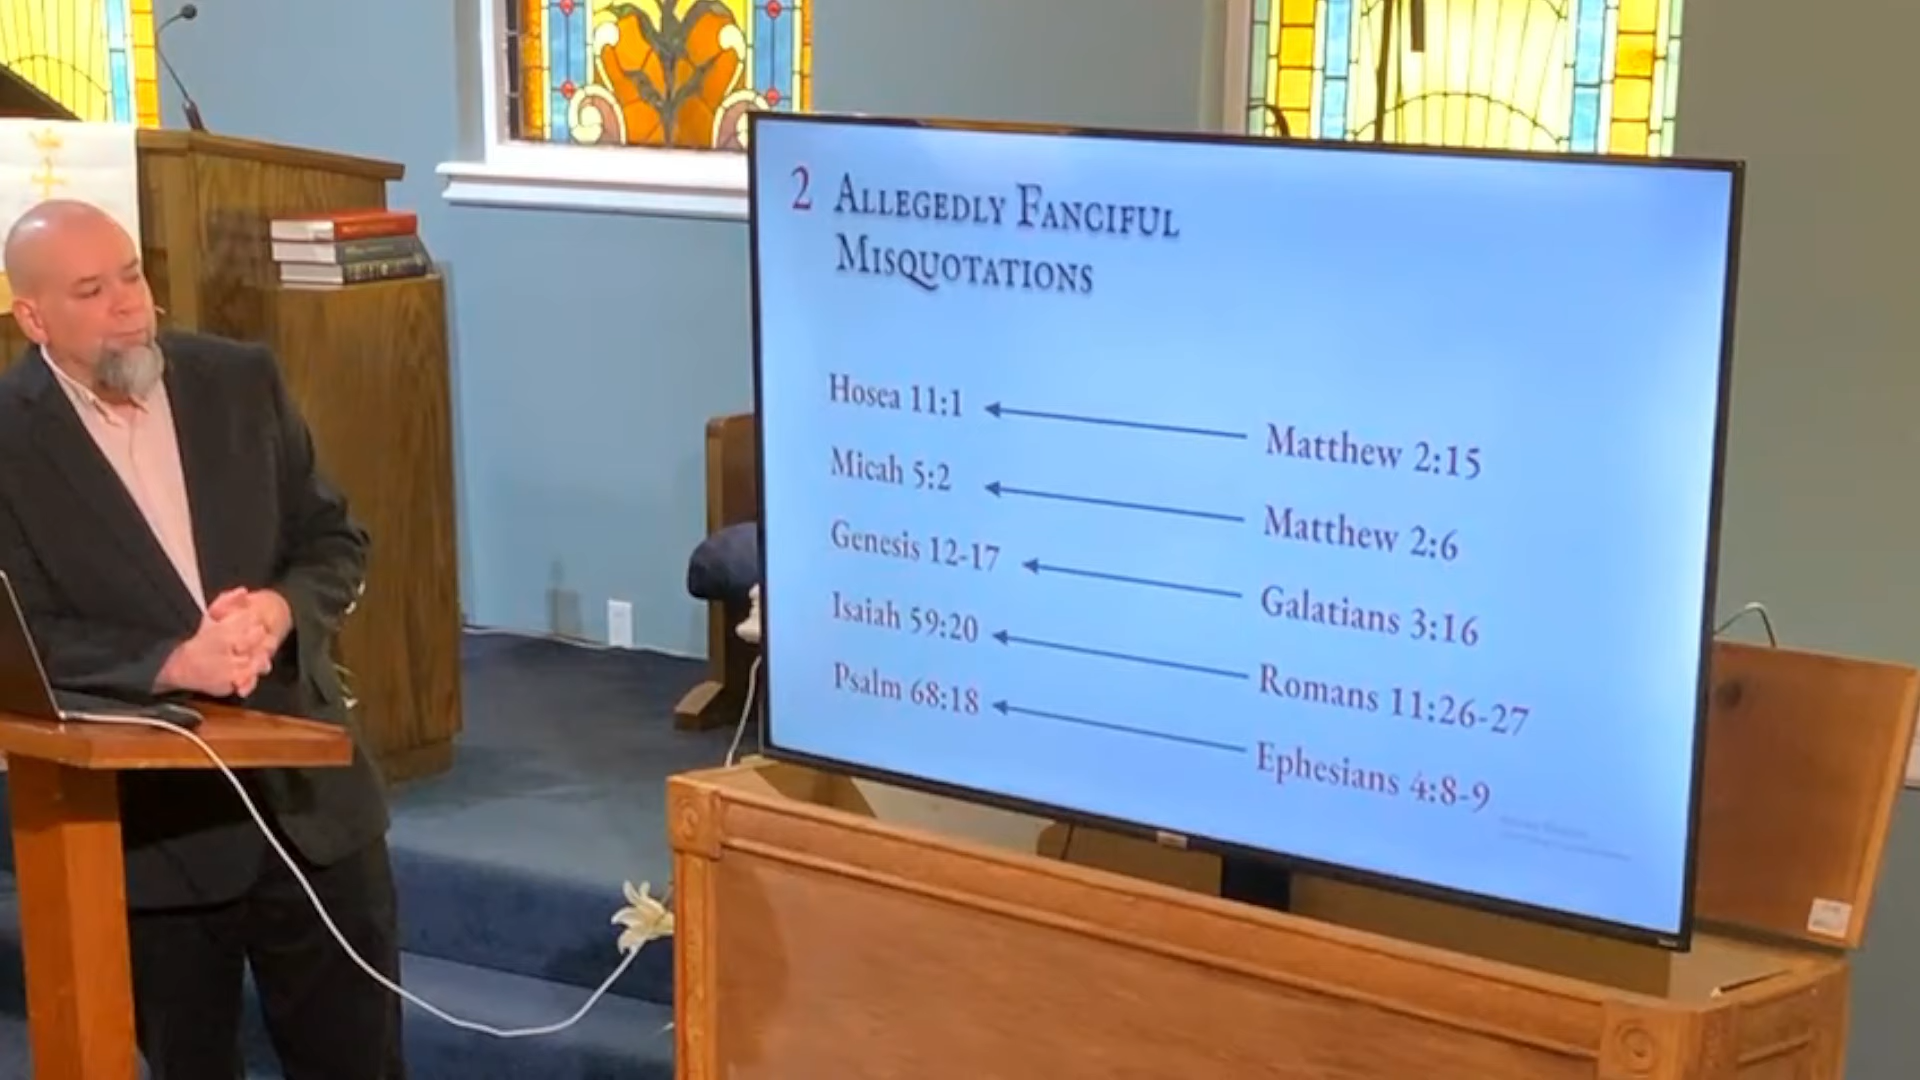 2 Allegedly Fanciful
Misquotations
Hosea 11:1
Matthew 2:15
Micah 5:2
Matthew 2:6
Genesis 12-17
Galatians 3:16
Isaiah 59:20
Romans 11:26-27
Psalm 68:18
Ephesians 4:8-9